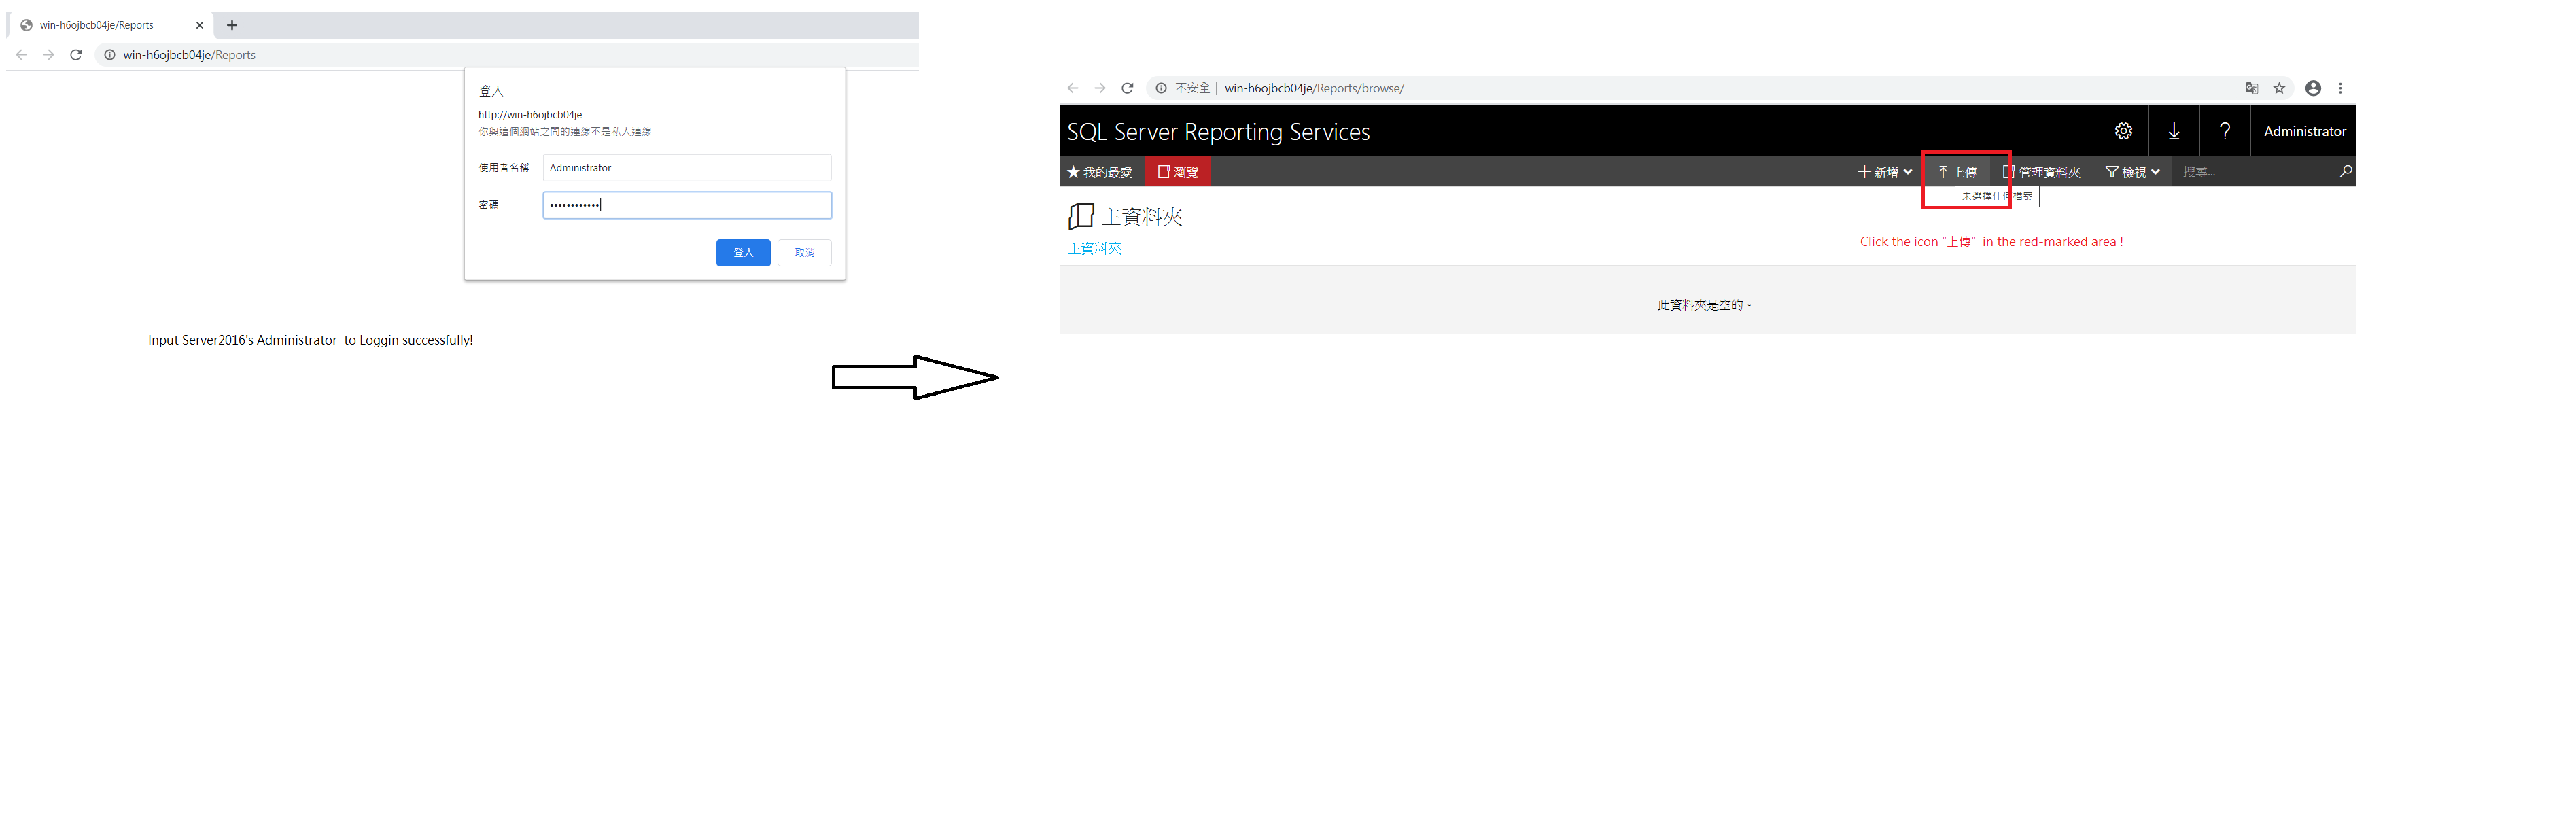 win-h6ojbcb04je/Reports
win-h6ojbcb04je/Reports
登入
http://win-h6ojbcb04je
你與這個網站之間的連線不是私人連線
使用者名稱 Administrator
密碼 ••••••••••••
登入 取消
Input Server2016's Administrator  to Loggin successfully!
不安全 | win-h6ojbcb04je/Reports/browse/
SQL Server Reporting Services ? Administrator
我的最愛 瀏覽 新增 上傳 管理資料夾 檢視 搜尋...
未選擇任何檔案
主資料夾
主資料夾
Click the icon "上傳"  in the red-marked area !
此資料夾是空的。